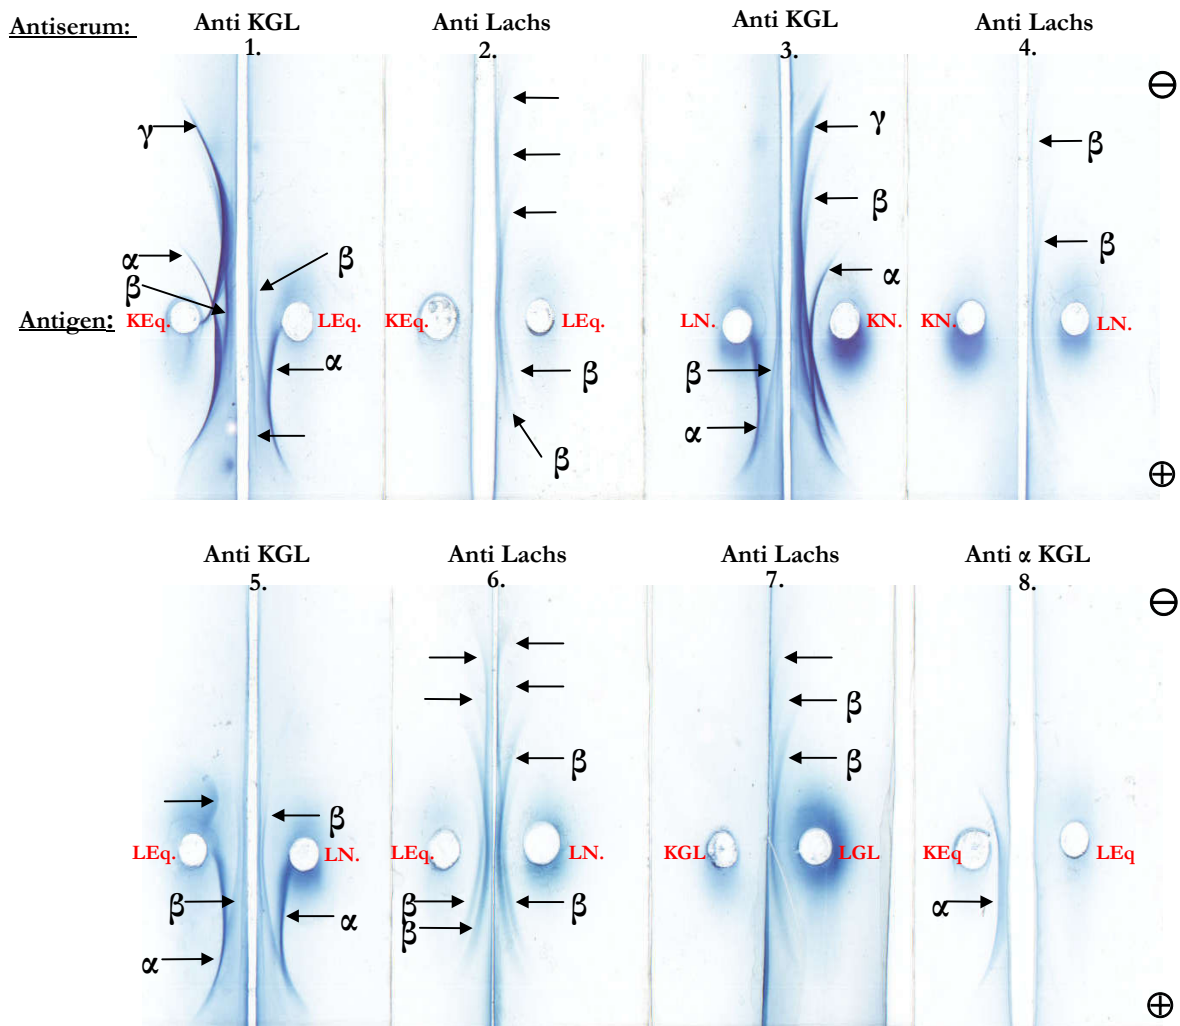 Antiserum: Anti KGL Anti Lachs Anti KGL Anti Lachs
1. 2. 3. 4.
⊖
γ γ
β
β
β
α β α
β
Antigen: KEq. LEq. KEq. LEq. LN. KN. KN. LN.
α β β
α
β
⊕
Anti KGL Anti Lachs Anti Lachs Anti α KGL
5. 6. 7. 8.
⊖
β
β β
β
LEq. LN. LEq. LN. KGL LGL KEq LEq
β α β β α
β
α
⊕